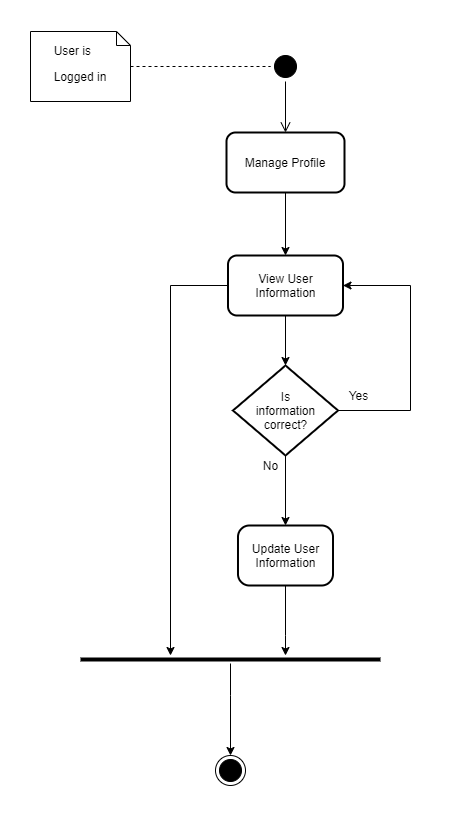 User is
Logged in
Manage Profile
View User
Information
Is
information
correct?
Yes
No
Update User
Information